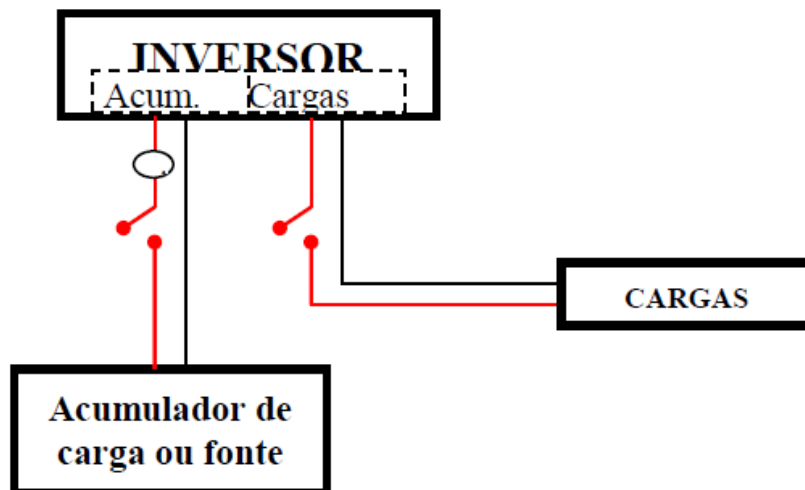 INVERSOR
Acum. Cargas
CARGAS
Acumulador de
carga ou fonte